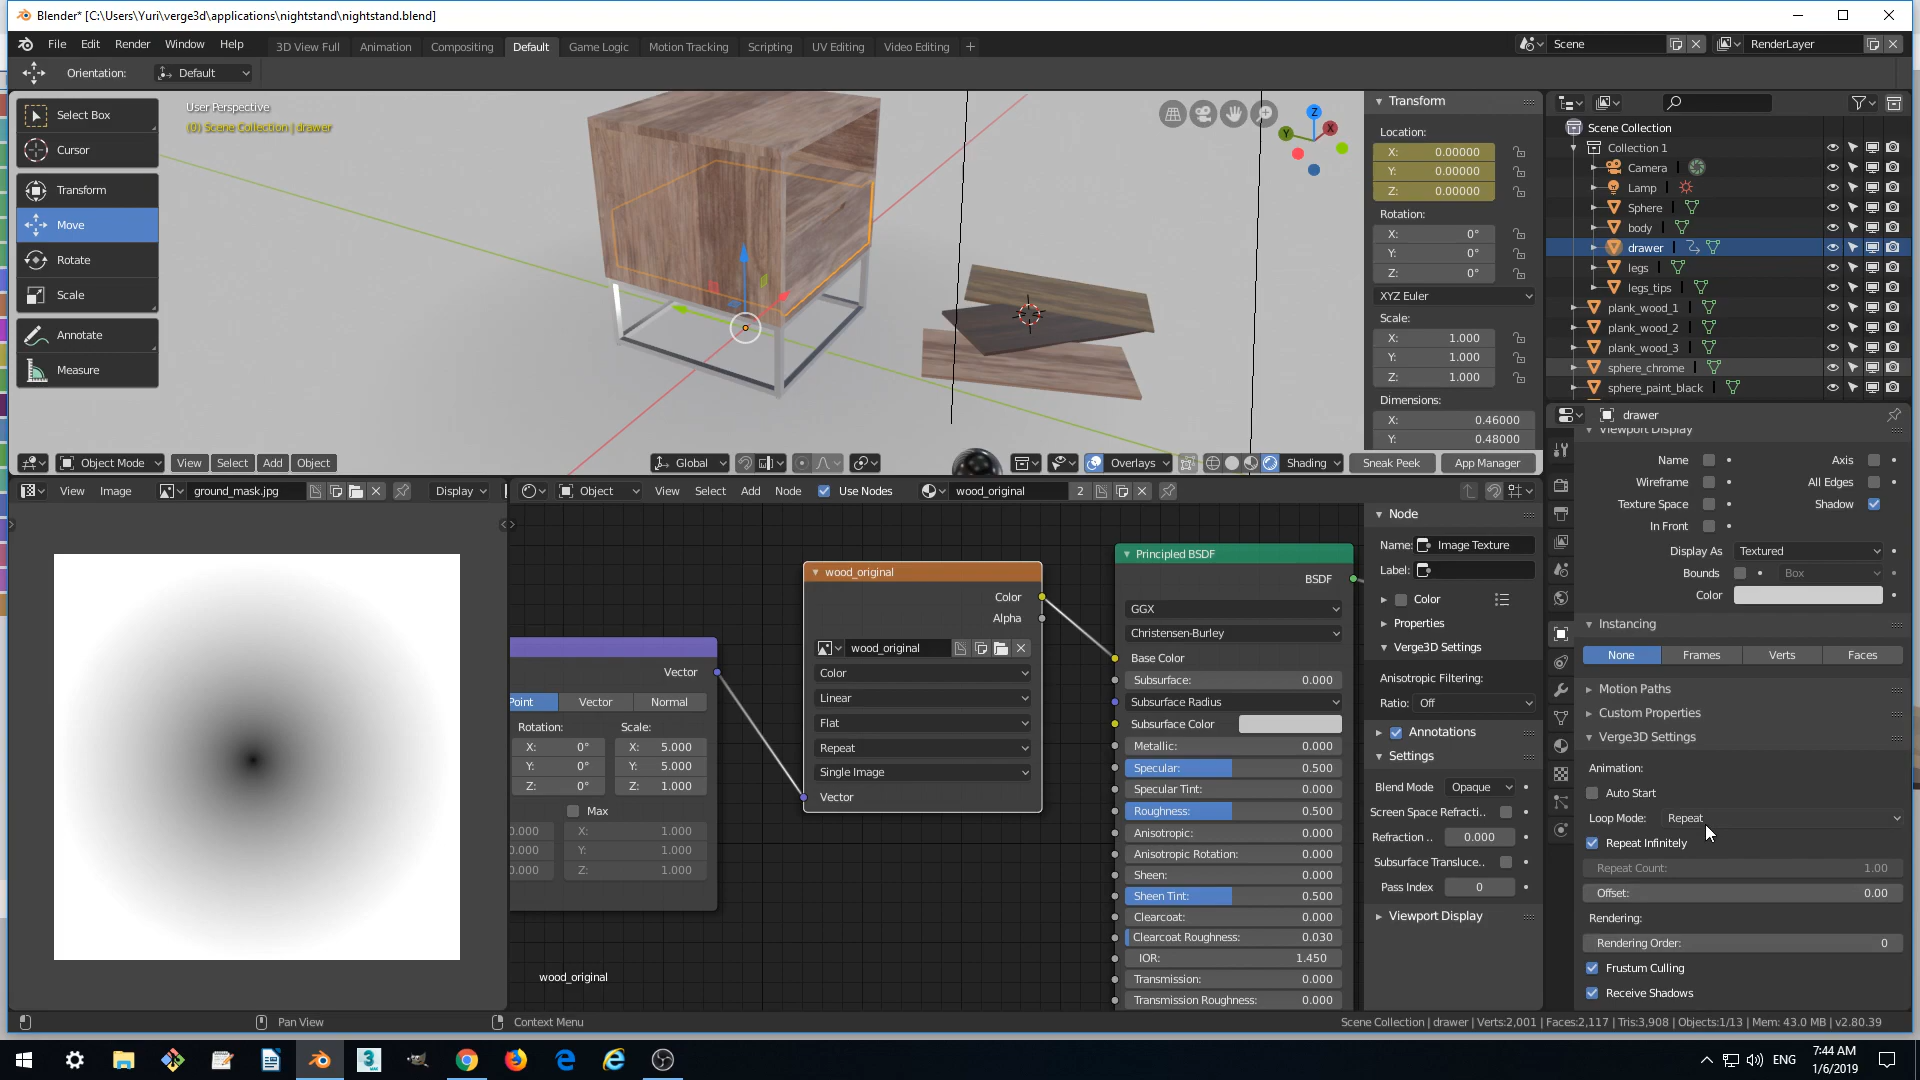 Blender* [C:\Users\Yuri\verge3d\applications\nightstand\nightstand.blend]
File Edit Render Window Help 3D View Full Animation Compositing Default Game Logic Motion Tracking Scripting UV Editing Video Editing + Scene RenderLayer
Orientation: Default
Select Box
Cursor
Transform
Move
Rotate
Scale
Annotate
Measure
User Perspective
(0) Scene Collection | drawer
Z
Y
X
Transform
Location:
X: 0.00000
Y: 0.00000
Z: 0.00000
Rotation:
X: 0°
Y: 0°
Z: 0°
XYZ Euler
Scale:
X: 1.000
Y: 1.000
Z: 1.000
Dimensions:
X: 0.46000
Y: 0.48000
Scene Collection
Collection 1
Camera
Lamp
Sphere
body
drawer
legs
legs_tips
plank_wood_1
plank_wood_2
plank_wood_3
sphere_chrome
sphere_paint_black
Object Mode View Select Add Object Global Overlays Shading Sneak Peek App Manager
View Image ground_mask.jpg Display
Object View Select Add Node Use Nodes wood_original 2
Vector
Point Vector Normal
Rotation: Scale:
X: 0° X: 5.000
Y: 0° Y: 5.000
Z: 0° Z: 1.000
Max
0.000 X: 1.000
0.000 Y: 1.000
0.000 Z: 1.000
wood_original
wood_original
Color
Alpha
wood_original
Color
Linear
Flat
Repeat
Single Image
Vector
Principled BSDF
BSDF
GGX
Christensen-Burley
Base Color
Subsurface: 0.000
Subsurface Radius
Subsurface Color
Metallic: 0.000
Specular: 0.500
Specular Tint: 0.000
Roughness: 0.500
Anisotropic: 0.000
Anisotropic Rotation: 0.000
Sheen: 0.000
Sheen Tint: 0.500
Clearcoat: 0.000
Clearcoat Roughness: 0.030
IOR: 1.450
Transmission: 0.000
Transmission Roughness: 0.000
Node
Name: Image Texture
Label:
Color
Properties
Verge3D Settings
Anisotropic Filtering:
Ratio: Off
Annotations
Settings
Blend Mode Opaque
Screen Space Refracti..
Refraction .. 0.000
Subsurface Transluce..
Pass Index 0
Viewport Display
drawer
Viewport Display
Name Axis
Wireframe All Edges
Texture Space Shadow
In Front
Display As Textured
Bounds Box
Color
Instancing
None Frames Verts Faces
Motion Paths
Custom Properties
Verge3D Settings
Animation:
Auto Start
Loop Mode: Repeat
Repeat Infinitely
Repeat Count: 1.00
Offset: 0.00
Rendering:
Rendering Order: 0
Frustum Culling
Receive Shadows
Pan View Context Menu Scene Collection | drawer | Verts:2,001 | Faces:2,117 | Tris:3,908 | Objects:1/13 | Mem: 43.0 MB | v2.80.39
ENG 7:44 AM
1/6/2019